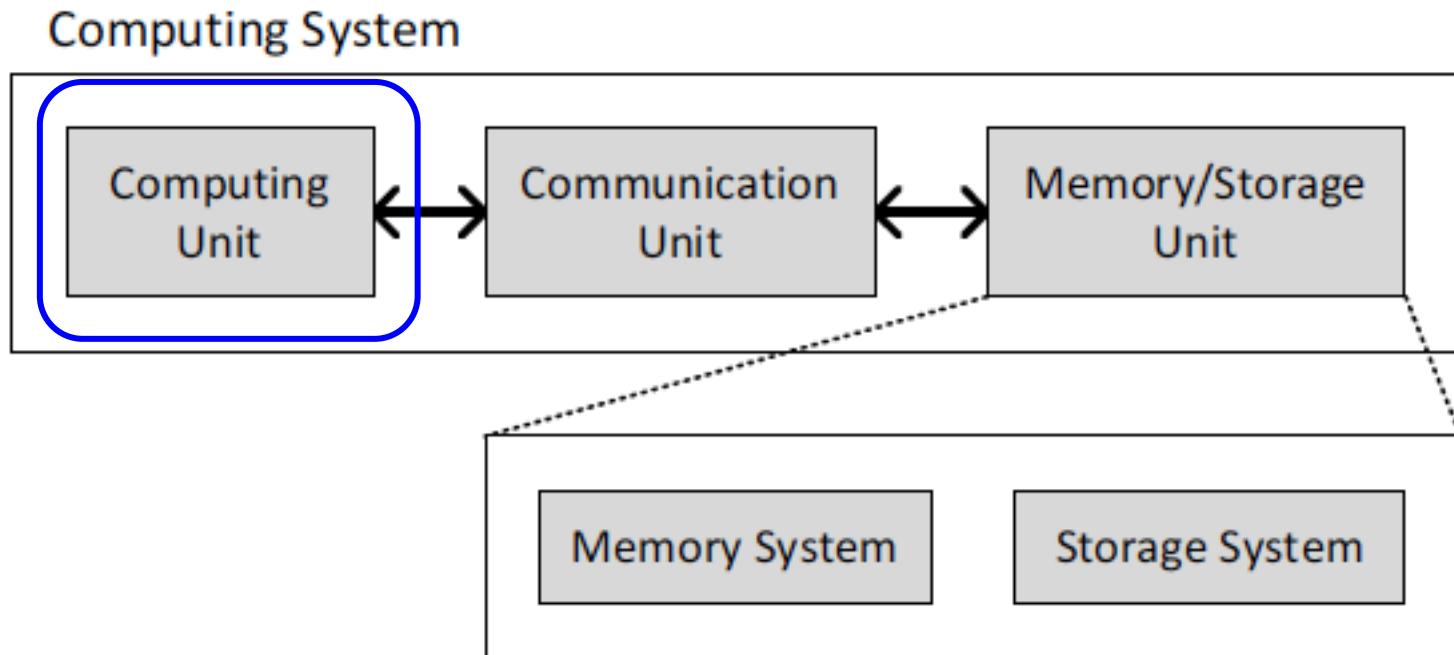 Computing System
Computing
Unit
Communication
Unit
Memory/Storage
Unit
Memory System
Storage System